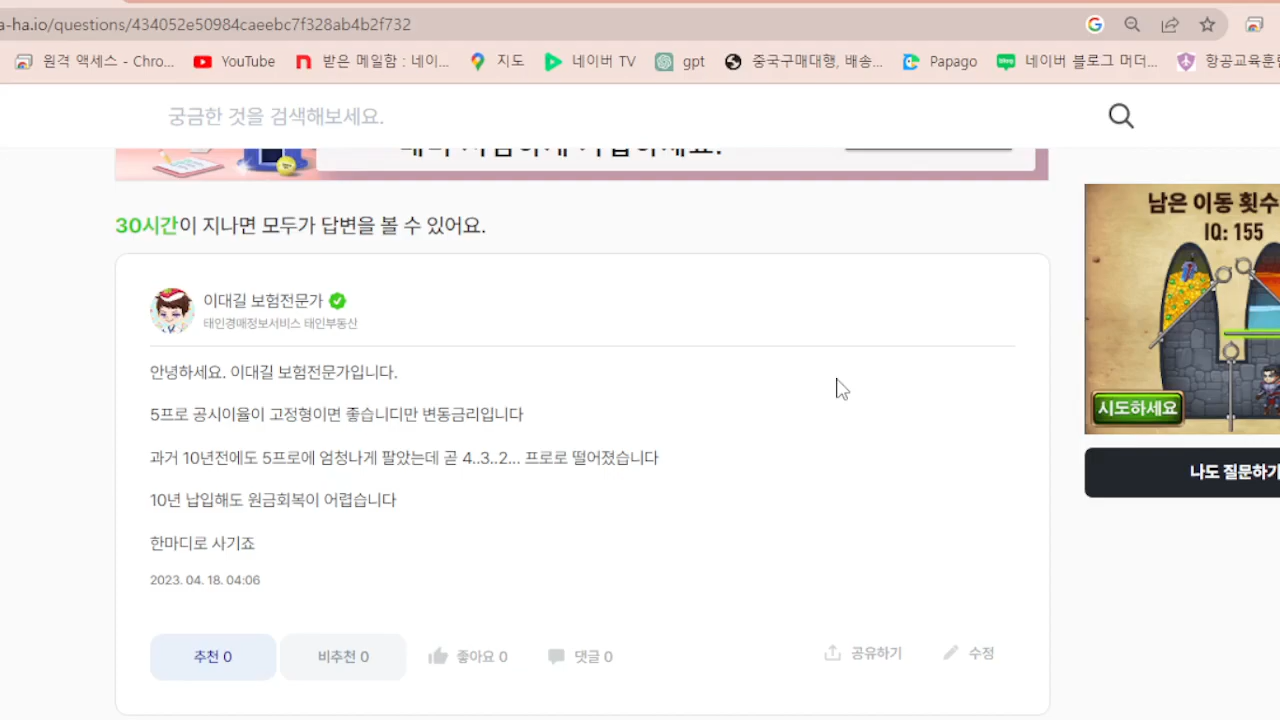 a-ha.io/questions/434052e50984caeebc7f328ab4b2f732
원격 액세스 - Chro... YouTube 받은 메일함 : 네이... 지도 네이버 TV gpt 중국구매대행, 배송... Papago 네이버 블로그 머더... 항공교육훈련
궁금한 것을 검색해보세요.
30시간이 지나면 모두가 답변을 볼 수 있어요.
남은 이동 횟수
IQ: 155
이대길 보험전문가
태인경매정보서비스 태인부동산
안녕하세요. 이대길 보험전문가입니다.
5프로 공시이율이 고정형이면 좋습니디만 변동금리입니다
과거 10년전에도 5프로에 엄청나게 팔았는데 곧 4..3..2... 프로로 떨어졌습니다
10년 납입해도 원금회복이 어렵습니다
한마디로 사기죠
2023. 04. 18. 04:06
시도하세요
나도 질문하기
추천 0 비추천 0 좋아요 0 댓글 0 공유하기 수정